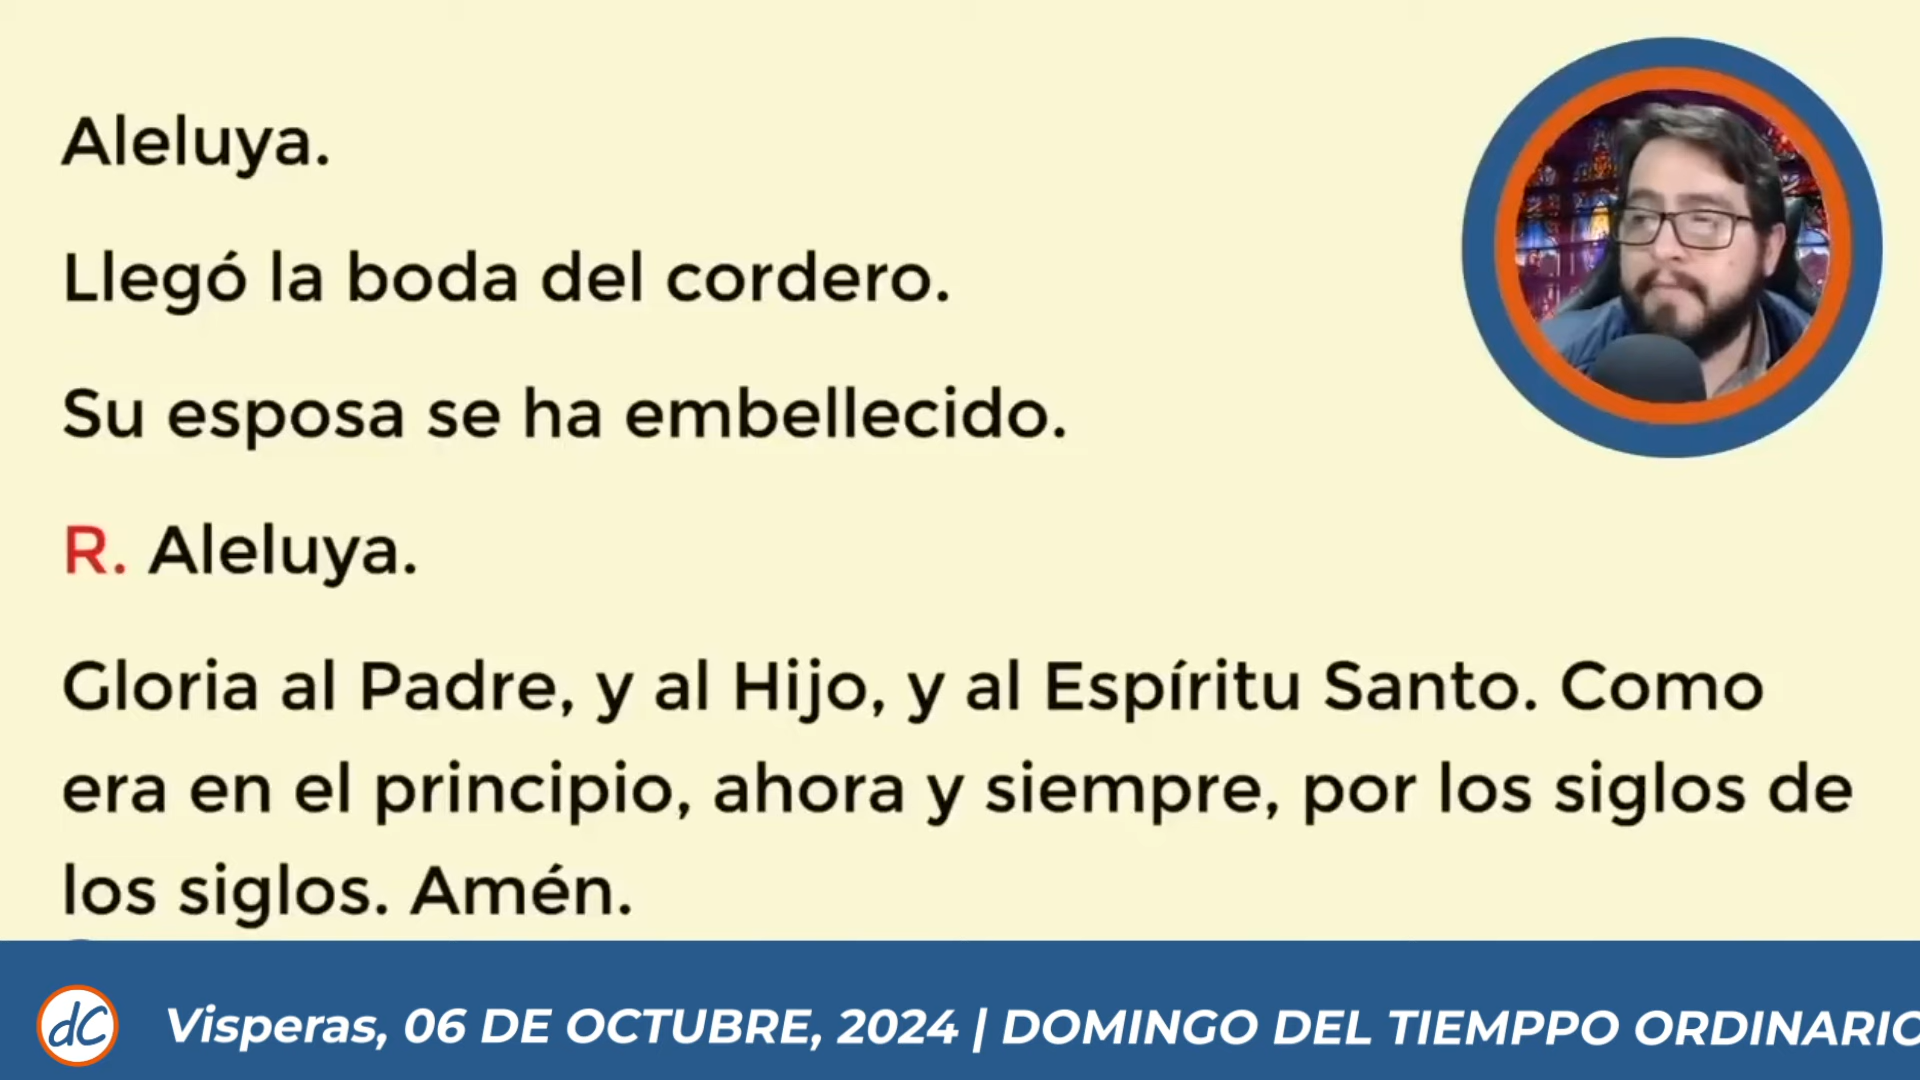 Aleluya.
Llegó la boda del cordero.
Su esposa se ha embellecido.
R. Aleluya.
Gloria al Padre, y al Hijo, y al Espíritu Santo. Como
era en el principio, ahora y siempre, por los siglos de
los siglos. Amén.
dC
Visperas, 06 DE OCTUBRE, 2024 | DOMINGO DEL TIEMPPO ORDINARIO